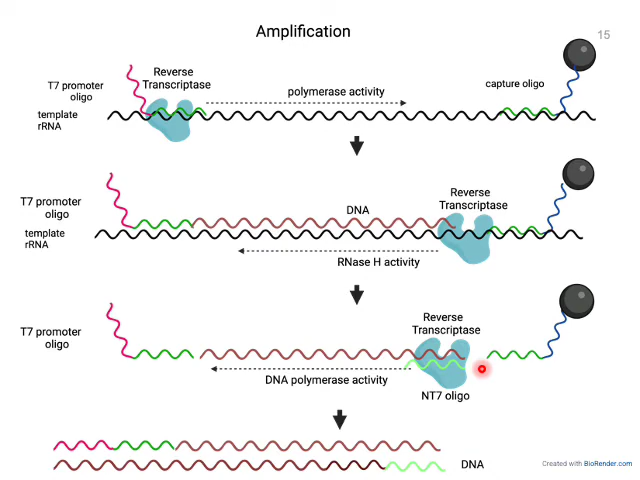 Amplification
15
T7 promoter
oligo
Reverse
Transcriptase
polymerase activity
capture oligo
template
rRNA
T7 promoter
oligo
DNA
Reverse
Transcriptase
template
rRNA
RNase H activity
T7 promoter
oligo
Reverse
Transcriptase
DNA polymerase activity
NT7 oligo
DNA
Created with BioRender.com